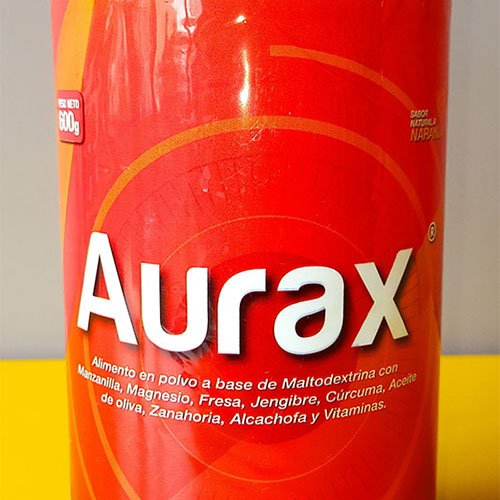 PESO NETO
600g
SABOR
NATURAL A
NARANJA
Aurax
®
Alimento en polvo a base de Maltodextrina con
Manzanilla, Magnesio, Fresa, Jengibre, Cúrcuma, Aceite
de oliva, Zanahoria, Alcachofa y Vitaminas.